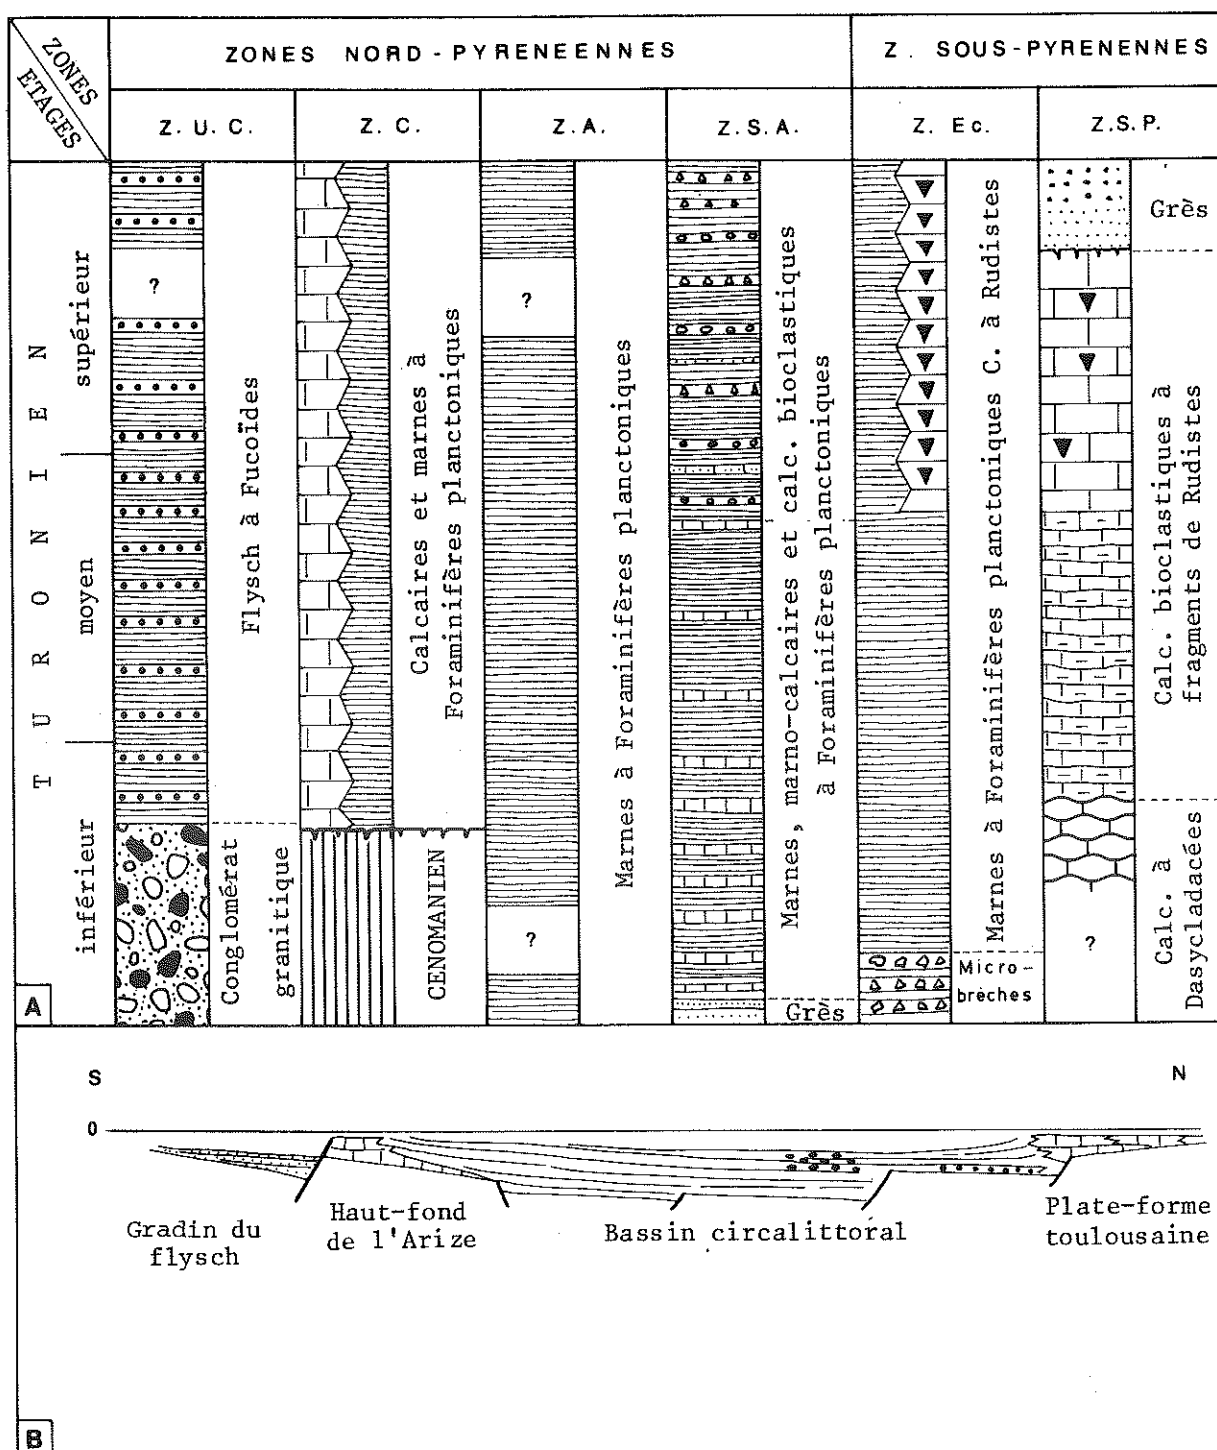 ZONES
ETAGES
ZONES NORD-PYRENEENNES
Z. SOUS-PYRENENNES
Z. U. C.
Z. C.
Z. A.
Z. S. A.
Z. Ec.
Z.S.P.
TURONIEN
supérieur
moyen
inférieur
?
Flysch à Fucoïdes
Conglomérat
granitique
Calcaires et marnes à
Foraminifères planctoniques
CENOMANIEN
?
?
Marnes à Foraminifères planctoniques
Marnes, marno-calcaires et calc. bioclastiques
à Foraminifères planctoniques
Grès
Marnes à Foraminifères planctoniques C. à Rudistes
Micro-
brèches
Grès
Calc. bioclastiques à
fragments de Rudistes
Calc. à
Dasycladacées
?
A
S
N
0
Gradin du
flysch
Haut-fond
de l'Arize
Bassin circalittoral
Plate-forme
toulousaine
B